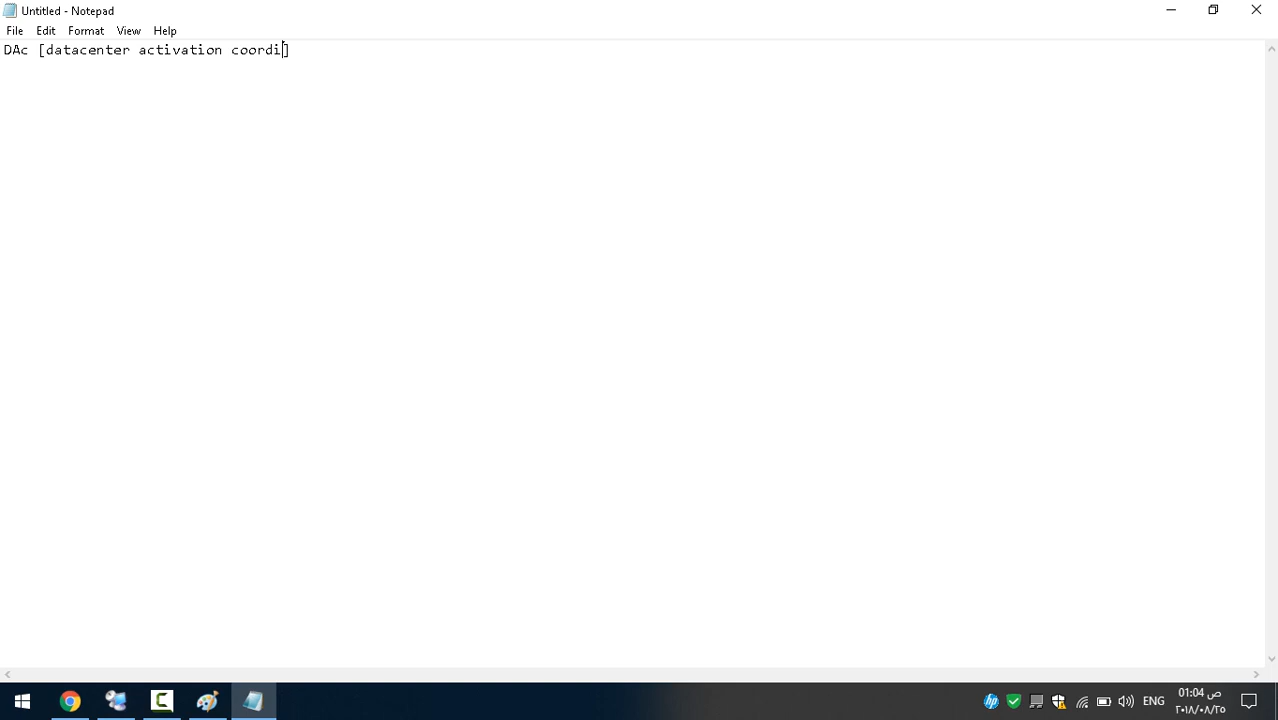 Untitled - Notepad
File Edit Format View Help
DAc [datacenter activation coordi]
ENG
01:04 ص
٢٠١٨/٠٨/٢٥